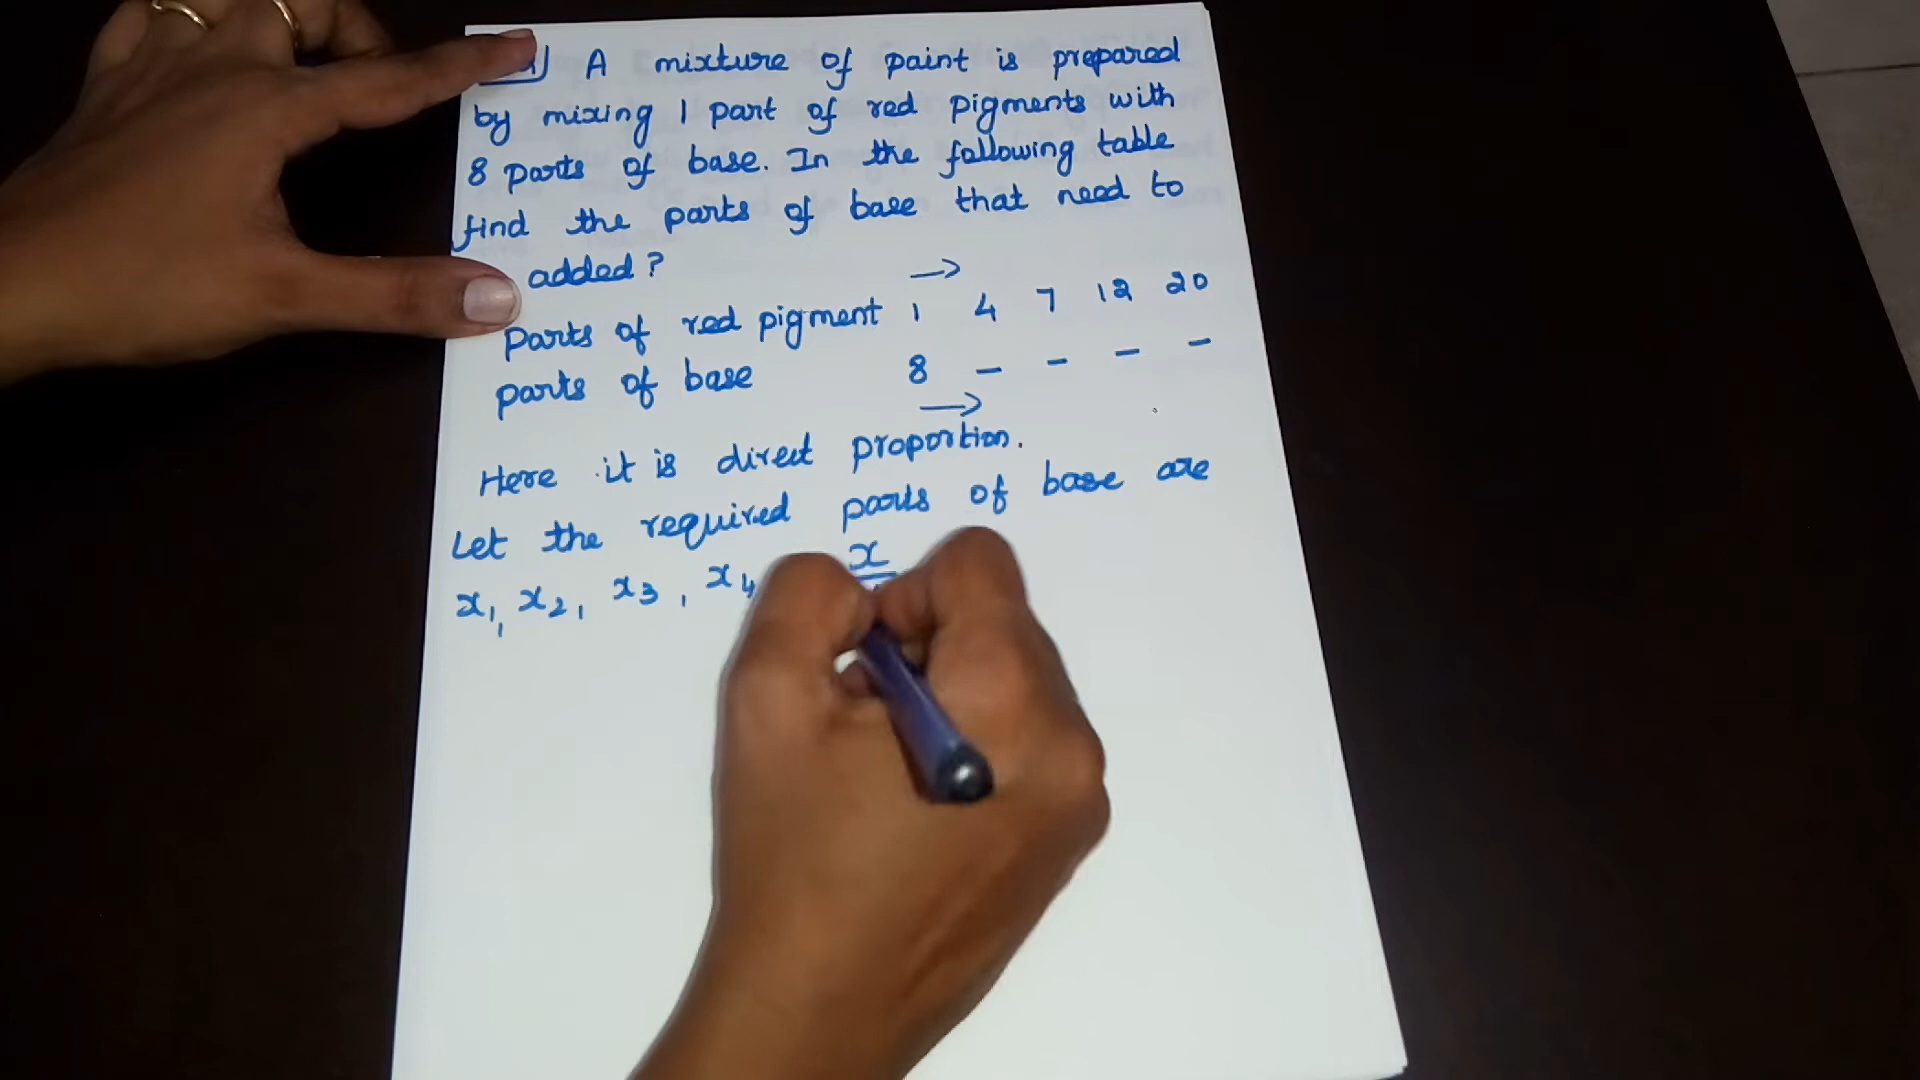 A mixture of paint is prepared
by mixing 1 part of red pigments with
8 parts of base. In the following table
find the parts of base that need to
added?
Parts of red pigment 1 4 7 12 20
parts of base 8 - - - -
Here it is direct proportion.
Let the required parts of base are
x1, x2, x3, x4 x